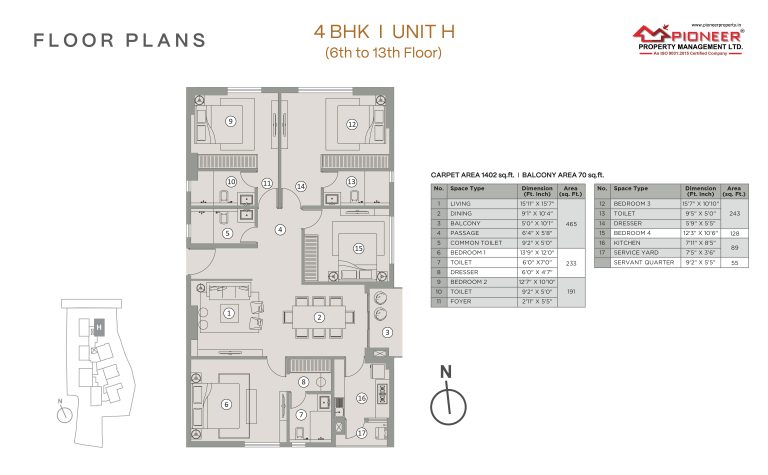 FLOOR PLANS
4 BHK I UNIT H
(6th to 13th Floor)
www.pioneerproperty.in
PIONEER®
PROPERTY MANAGEMENT LTD.
An ISO 9001:2015 Certified Company
9
12
10
11
14
13
5
4
15
1
2
3
6
8
7
16
17
H
N
N
CARPET AREA 1402 sq.ft. I BALCONY AREA 70 sq.ft.
No. Space Type Dimension (Ft. Inch) Area (sq. Ft.)
1 LIVING 15'11" X 15'7"
2 DINING 9'1" X 10'4"
3 BALCONY 5'0" X 10'1"
4 PASSAGE 6'4" X 5'8"
5 COMMON TOILET 9'2" X 5'0"
465
6 BEDROOM 1 13'9" X 12'0"
7 TOILET 6'0" X7'0"
8 DRESSER 6'0" X 4'7"
233
9 BEDROOM 2 12'7" X 10'10"
10 TOILET 9'2" X 5'0"
11 FOYER 2'11" X 5'5"
191
No. Space Type Dimension (Ft. Inch) Area (sq. Ft.)
12 BEDROOM 3 15'7" X 10'10"
13 TOILET 9'5" X 5'0"
14 DRESSER 5'9" X 5'5"
243
15 BEDROOM 4 12'3" X 10'6" 128
16 KITCHEN 7'11" X 8'5"
17 SERVICE YARD 7'5" X 3'6"
89
SERVANT QUARTER 9'2" X 5'5" 55